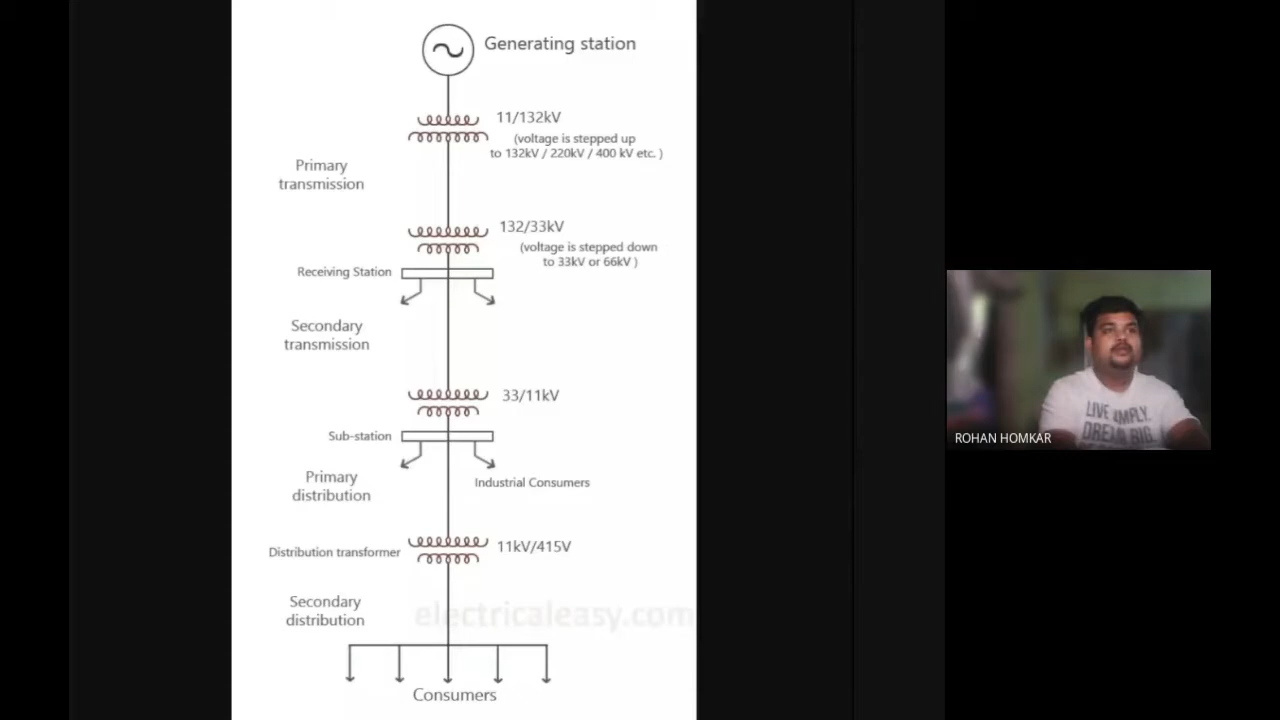 Generating station
11/132kV
(voltage is stepped up
to 132kV / 220kV / 400 kV etc. )
Primary
transmission
132/33kV
(voltage is stepped down
to 33kV or 66kV )
Receiving Station
Secondary
transmission
33/11kV
Sub-station
Primary
distribution
Industrial Consumers
Distribution transformer
11kV/415V
Secondary
distribution
electricaleasy.com
Consumers
LIVE
BIG.
ROHAN HOMKAR